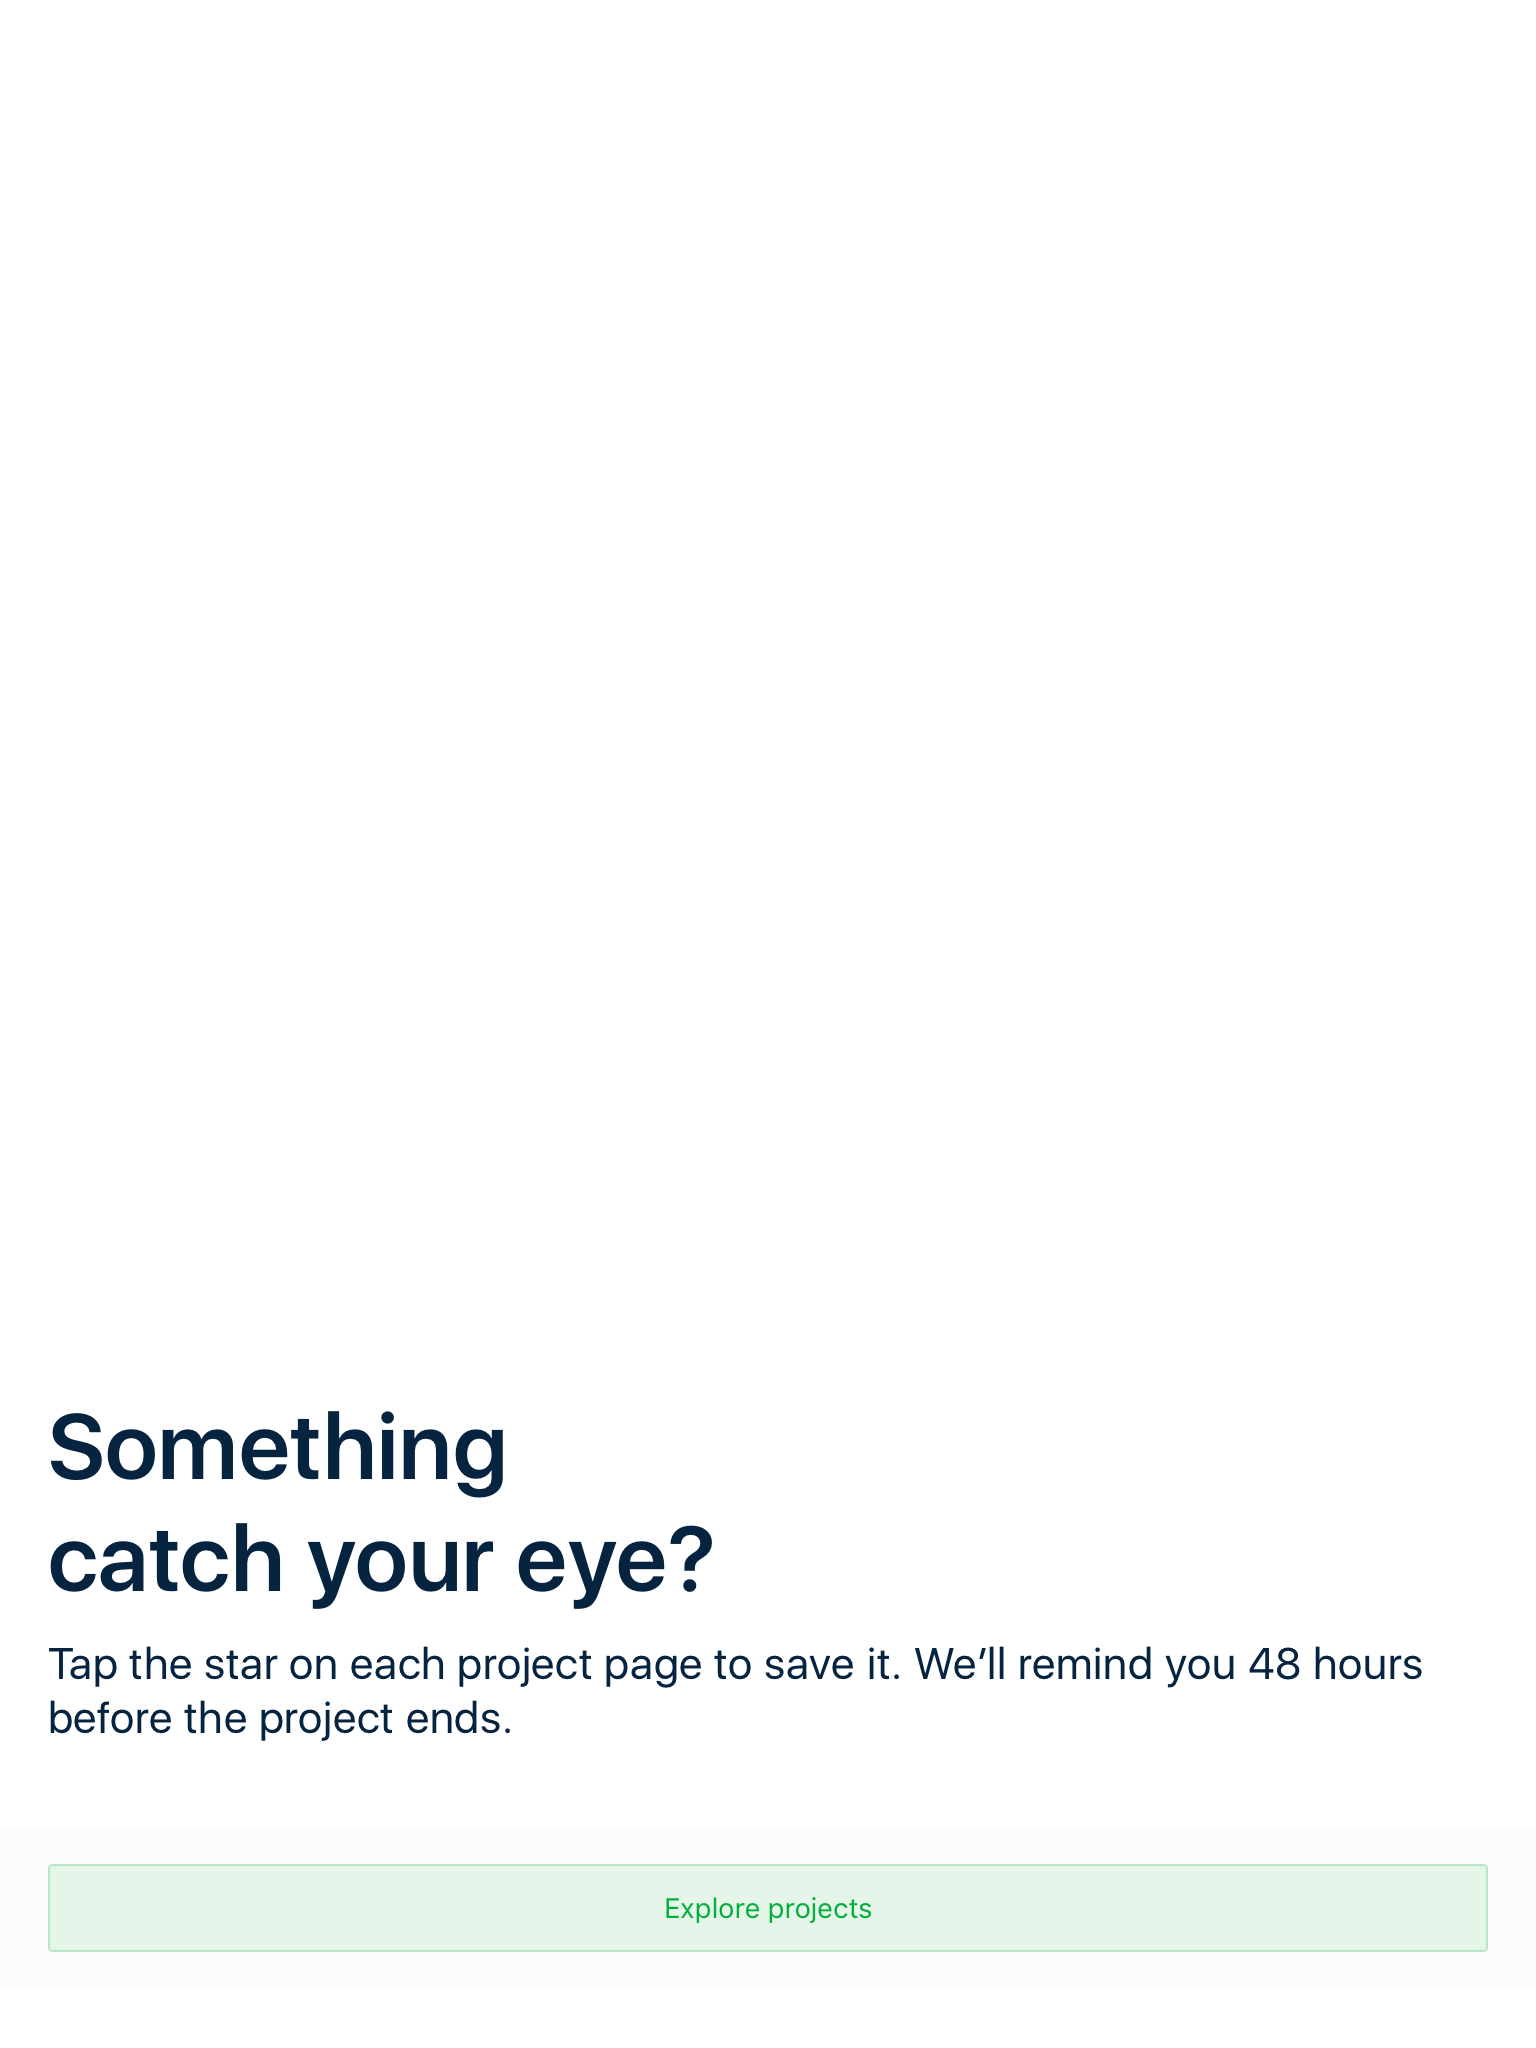 Something
catch your eye?
Tap the star on each project page to save it. We’ll remind you 48 hours
before the project ends.
Explore projects